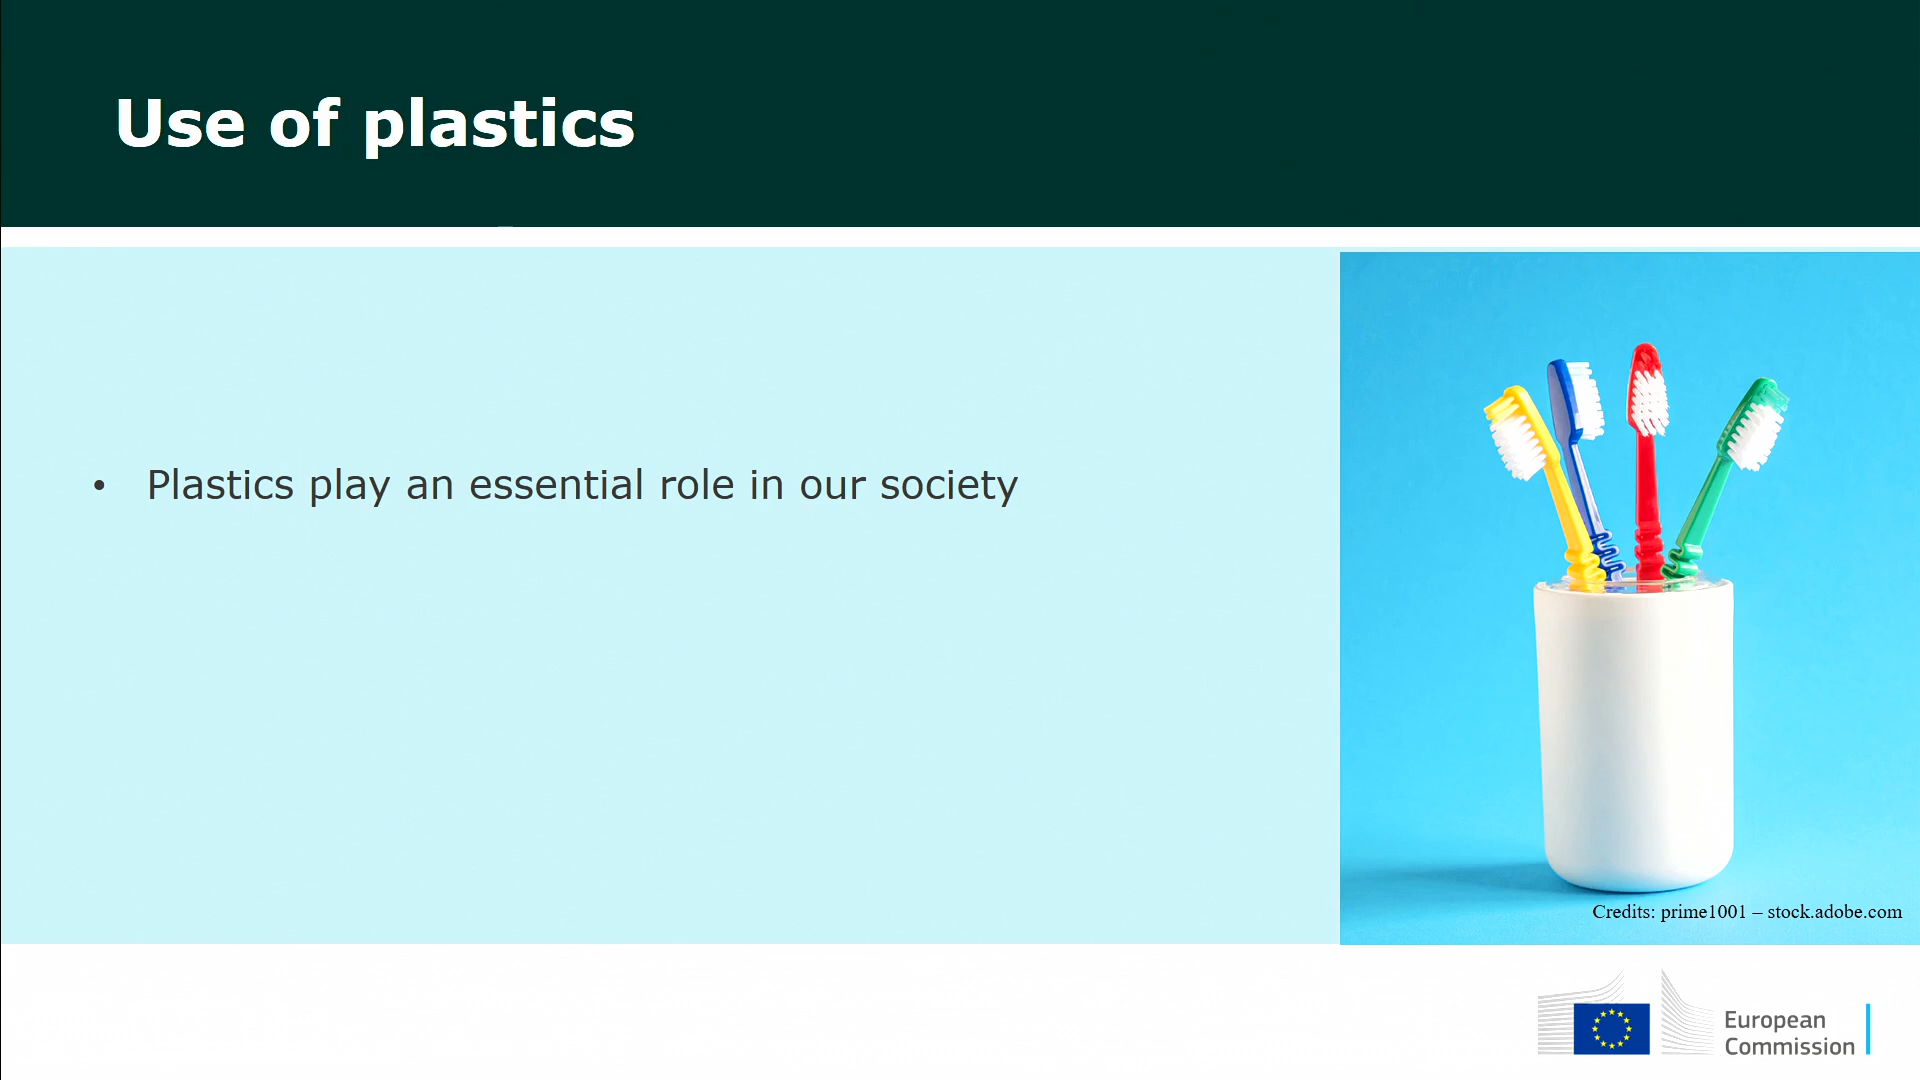 Use of plastics
• Plastics play an essential role in our society
Credits: prime1001 – stock.adobe.com
European
Commission